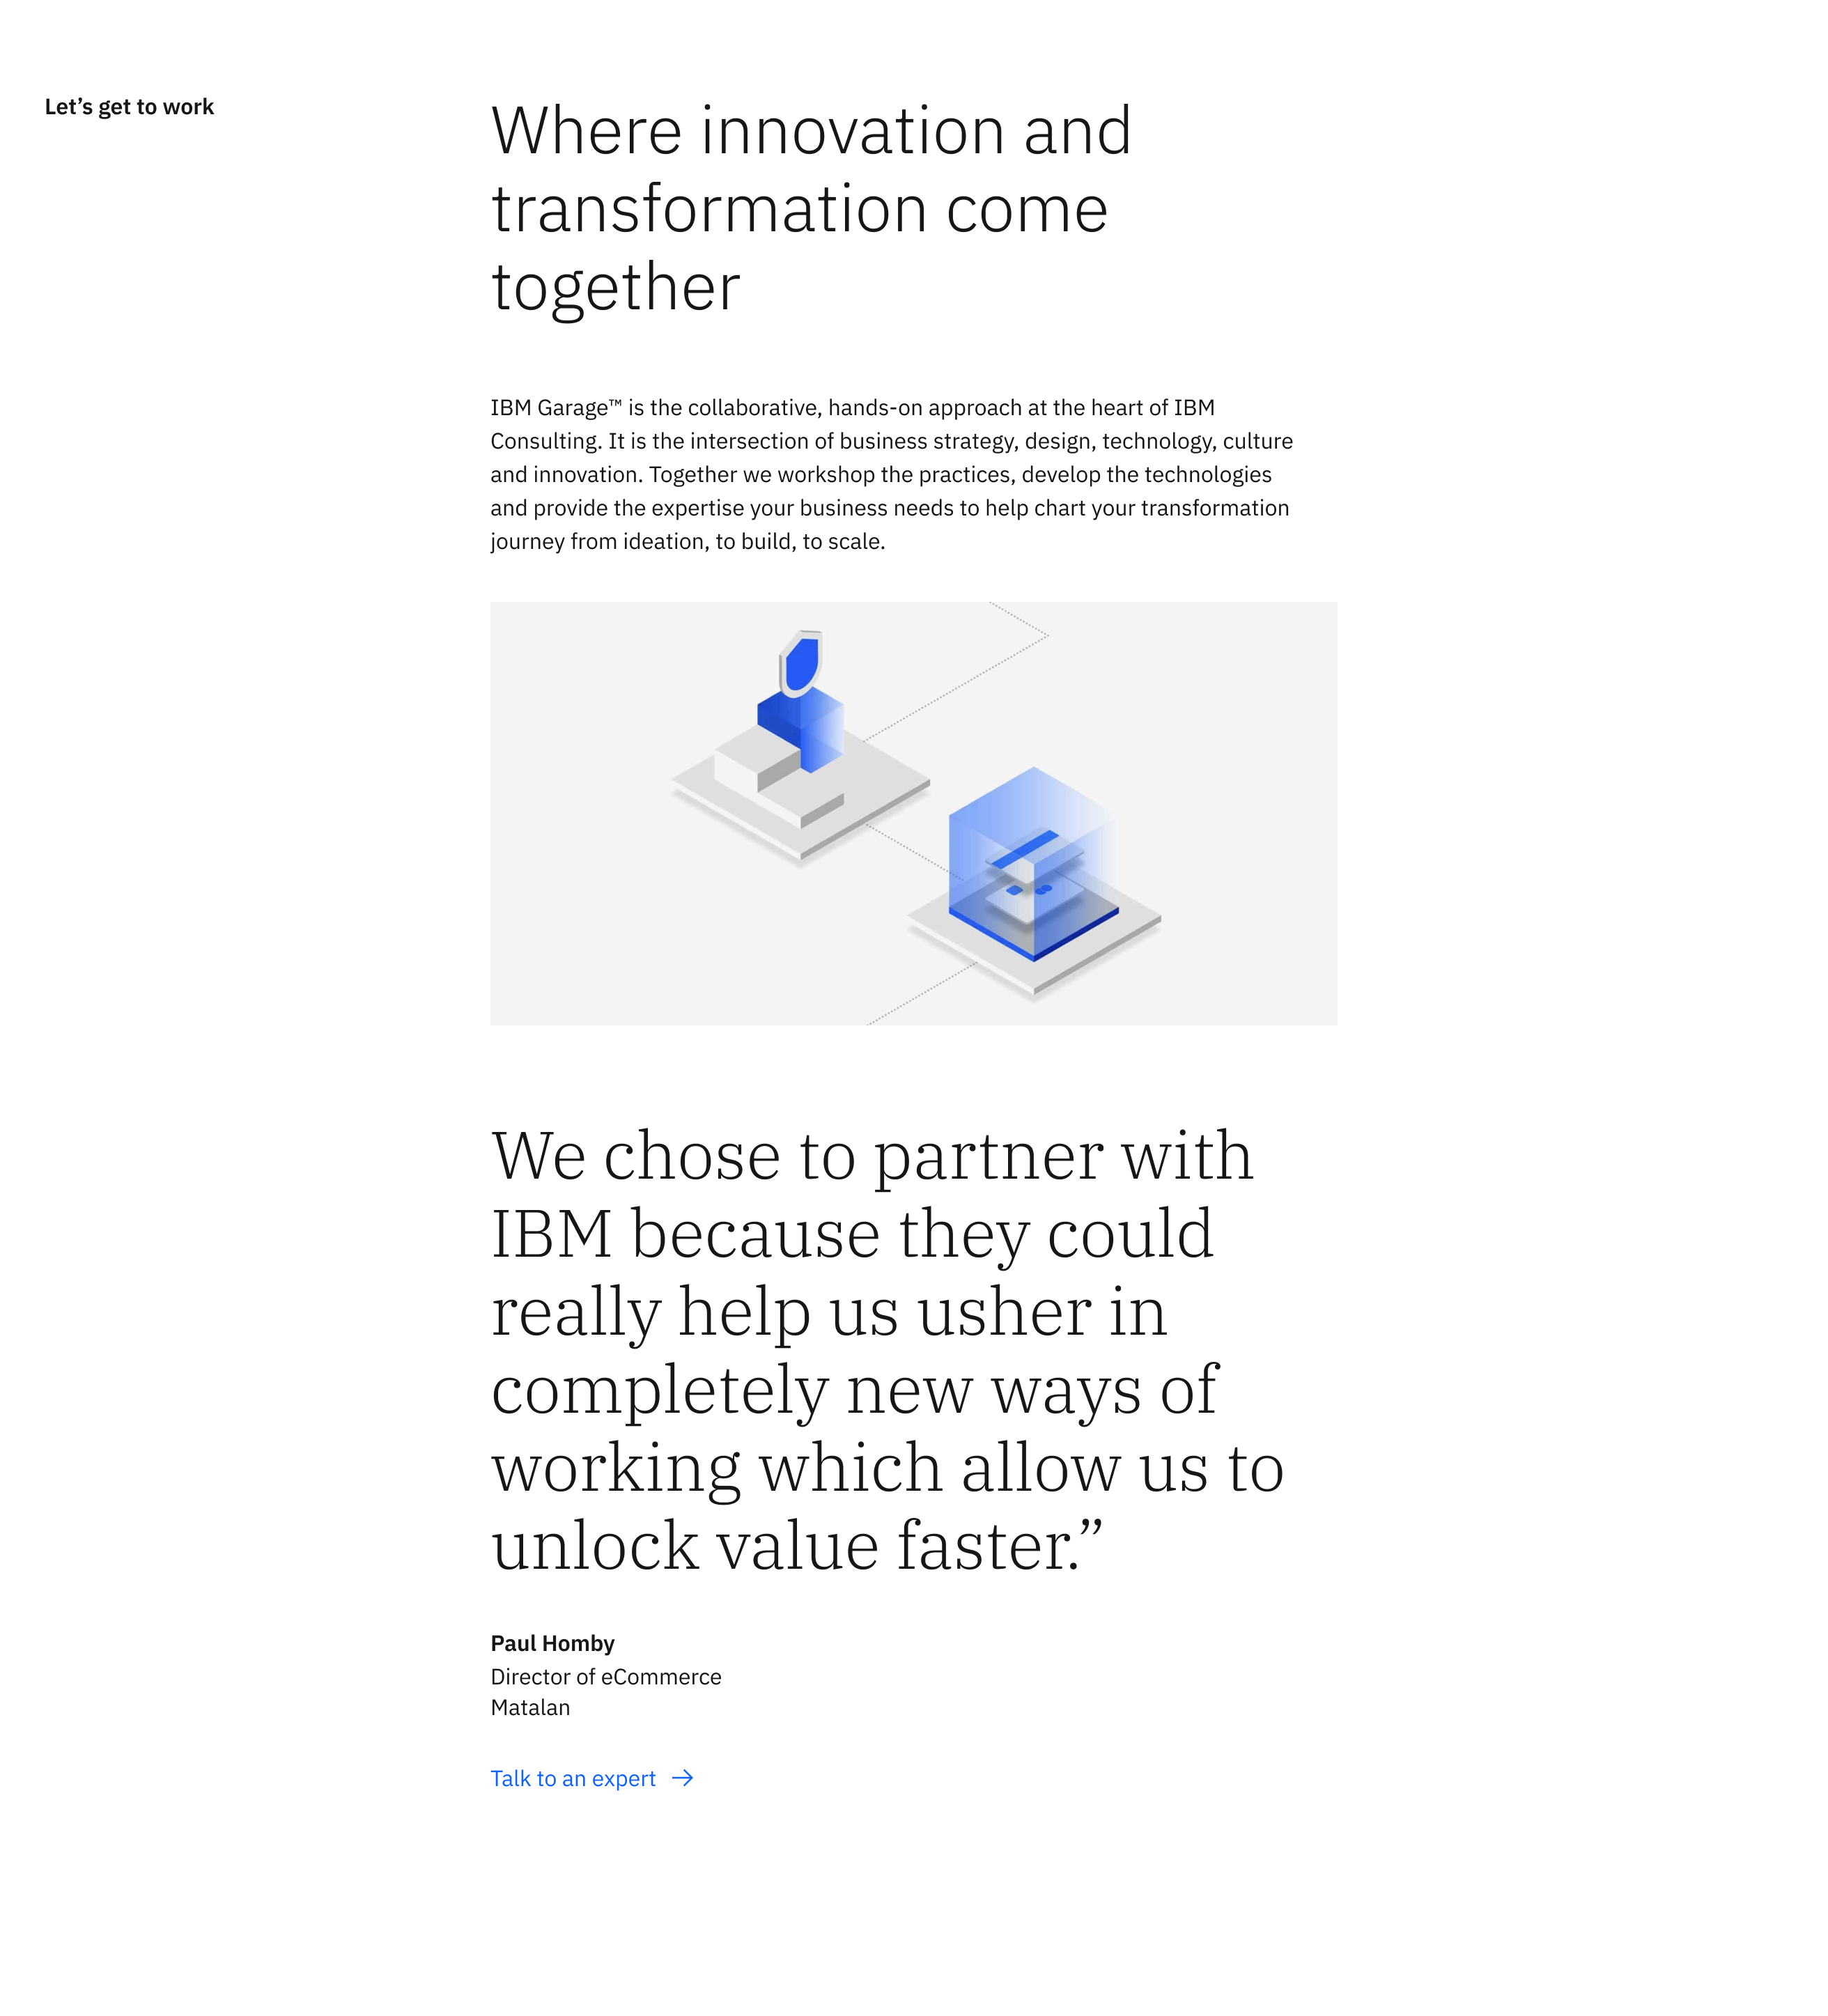 Let’s get to work
Where innovation and
transformation come
together
IBM Garage™ is the collaborative, hands-on approach at the heart of IBM
Consulting. It is the intersection of business strategy, design, technology, culture
and innovation. Together we workshop the practices, develop the technologies
and provide the expertise your business needs to help chart your transformation
journey from ideation, to build, to scale.
We chose to partner with
IBM because they could
really help us usher in
completely new ways of
working which allow us to
unlock value faster.”
Paul Homby
Director of eCommerce
Matalan
Talk to an expert →